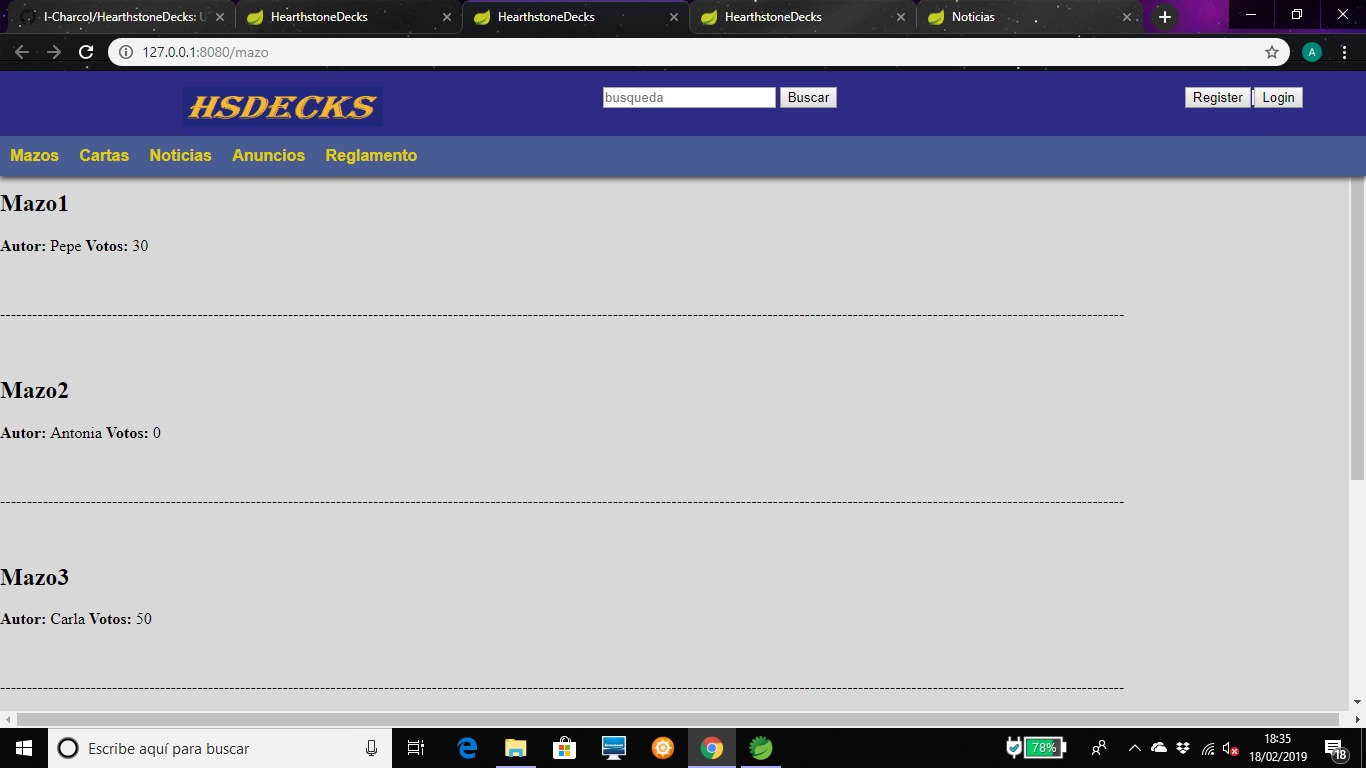 I-Charcol/HearthstoneDecks: U
HearthstoneDecks
HearthstoneDecks
HearthstoneDecks
Noticias
127.0.0.1:8080/mazo
A
HSDECKS
busqueda
Buscar
Register
Login
Mazos Cartas Noticias Anuncios Reglamento
Mazo1
Autor: Pepe Votos: 30
Mazo2
Autor: Antonia Votos: 0
Mazo3
Autor: Carla Votos: 50
Escribe aquí para buscar
78%
18:35
18/02/2019
18